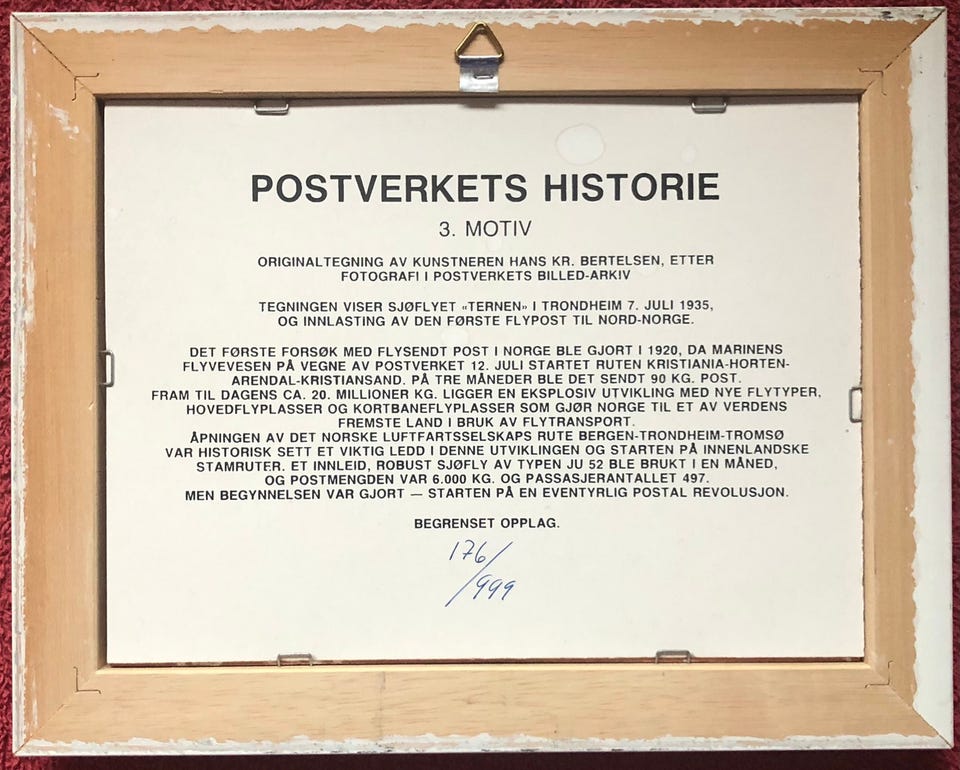 POSTVERKETS HISTORIE
3. MOTIV
ORIGINALTEGNING AV KUNSTNEREN HANS KR. BERTELSEN, ETTER
FOTOGRAFI I POSTVERKETS BILLED-ARKIV
TEGNINGEN VISER SJØFLYET «TERNEN» I TRONDHEIM 7. JULI 1935,
OG INNLASTING AV DEN FØRSTE FLYPOST TIL NORD-NORGE.
DET FØRSTE FORSØK MED FLYSENDT POST I NORGE BLE GJORT I 1920, DA MARINENS
FLYVEVESEN PÅ VEGNE AV POSTVERKET 12. JULI STARTET RUTEN KRISTIANIA-HORTEN-
ARENDAL-KRISTIANSAND. PÅ TRE MÅNEDER BLE DET SENDT 90 KG. POST.
FRAM TIL DAGENS CA. 20. MILLIONER KG. LIGGER EN EKSPLOSIV UTVIKLING MED NYE FLYTYPER,
HOVEDFLYPLASSER OG KORTBANEFLYPLASSER SOM GJØR NORGE TIL ET AV VERDENS
FREMSTE LAND I BRUK AV FLYTRANSPORT.
ÅPNINGEN AV DET NORSKE LUFTFARTSSELSKAPS RUTE BERGEN-TRONDHEIM-TROMSØ
VAR HISTORISK SETT ET VIKTIG LEDD I DENNE UTVIKLINGEN OG STARTEN PÅ INNENLANDSKE
STAMRUTER. ET INNLEID, ROBUST SJØFLY AV TYPEN JU 52 BLE BRUKT I EN MÅNED,
OG POSTMENGDEN VAR 6.000 KG. OG PASSASJERANTALLET 497.
MEN BEGYNNELSEN VAR GJORT — STARTEN PÅ EN EVENTYRLIG POSTAL REVOLUSJON.
BEGRENSET OPPLAG.
176/
/999